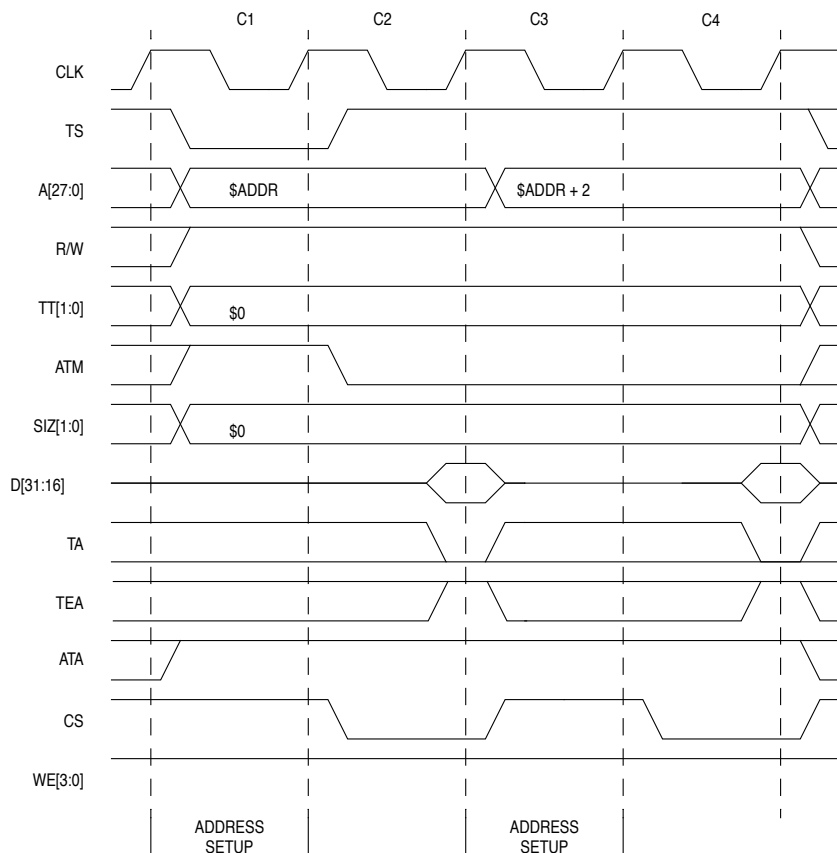 C1 C2 C3 C4
CLK
TS
A[27:0] $ADDR $ADDR + 2
R/W
TT[1:0] $0
ATM
SIZ[1:0] $0
D[31:16]
TA
TEA
ATA
CS
WE[3:0]
ADDRESS ADDRESS
SETUP SETUP